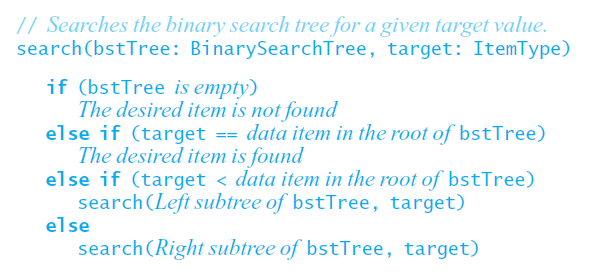 // Searches the binary search tree for a given target value.
search(bstTree: BinarySearchTree, target: ItemType)
if (bstTree is empty)
The desired item is not found
else if (target == data item in the root of bstTree)
The desired item is found
else if (target < data item in the root of bstTree)
search(Left subtree of bstTree, target)
else
search(Right subtree of bstTree, target)